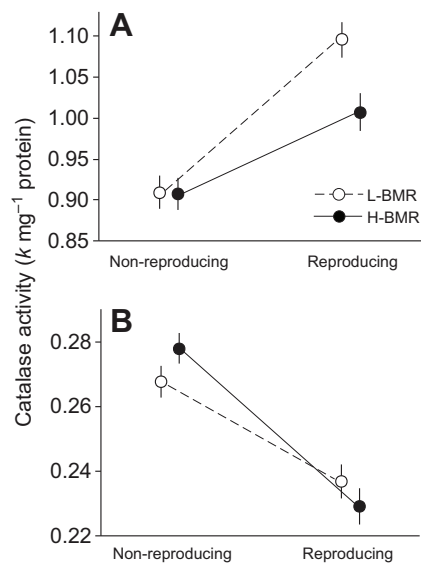 Catalase activity (k mg⁻¹ protein)
A
1.10
1.05
1.00
0.95
0.90
0.85
L-BMR
H-BMR
Non-reproducing Reproducing
B
0.28
0.26
0.24
0.22
Non-reproducing Reproducing